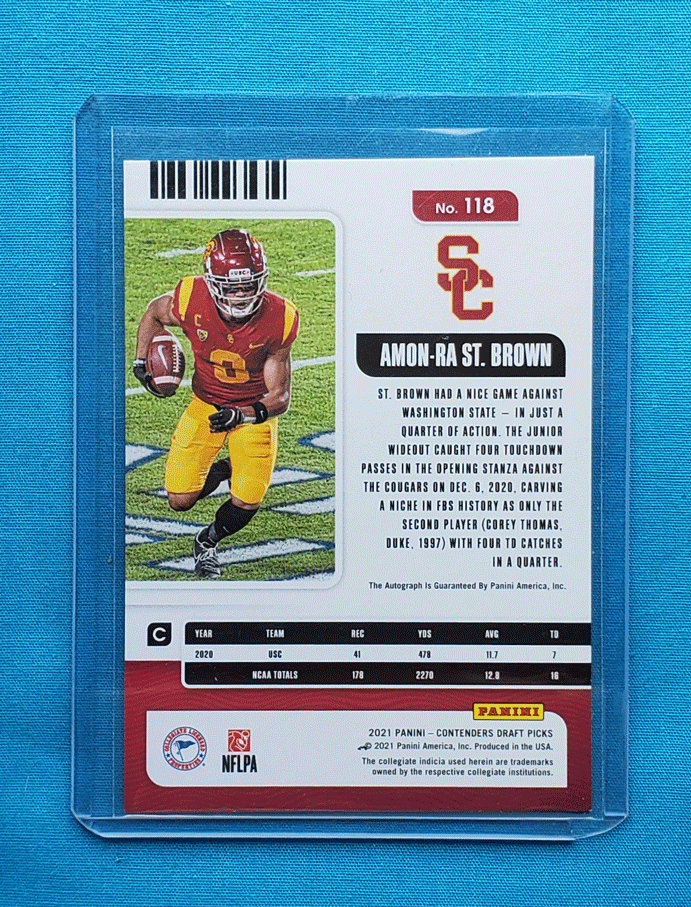 No. 118
SC
AMON-RA ST. BROWN
ST. BROWN HAD A NICE GAME AGAINST
WASHINGTON STATE – IN JUST A
QUARTER OF ACTION. THE JUNIOR
WIDEOUT CAUGHT FOUR TOUCHDOWN
PASSES IN THE OPENING STANZA AGAINST
THE COUGARS ON DEC. 6, 2020, CARVING
A NICHE IN FBS HISTORY AS ONLY THE
SECOND PLAYER (COREY THOMAS,
DUKE, 1997) WITH FOUR TD CATCHES
IN A QUARTER.
The Autograph Is Guaranteed By Panini America, Inc.
USC
C
8
C
YEAR TEAM REC YDS AVG TD
2020 USC 41 478 11.7 7
NCAA TOTALS 178 2270 12.8 16
PANINI
2021 PANINI – CONTENDERS DRAFT PICKS
© 2021 Panini America, Inc. Produced in the USA.
The collegiate indicia used herein are trademarks
owned by the respective collegiate institutions.
COLLEGIATE LICENSED
PROPERTIES
NFLPA